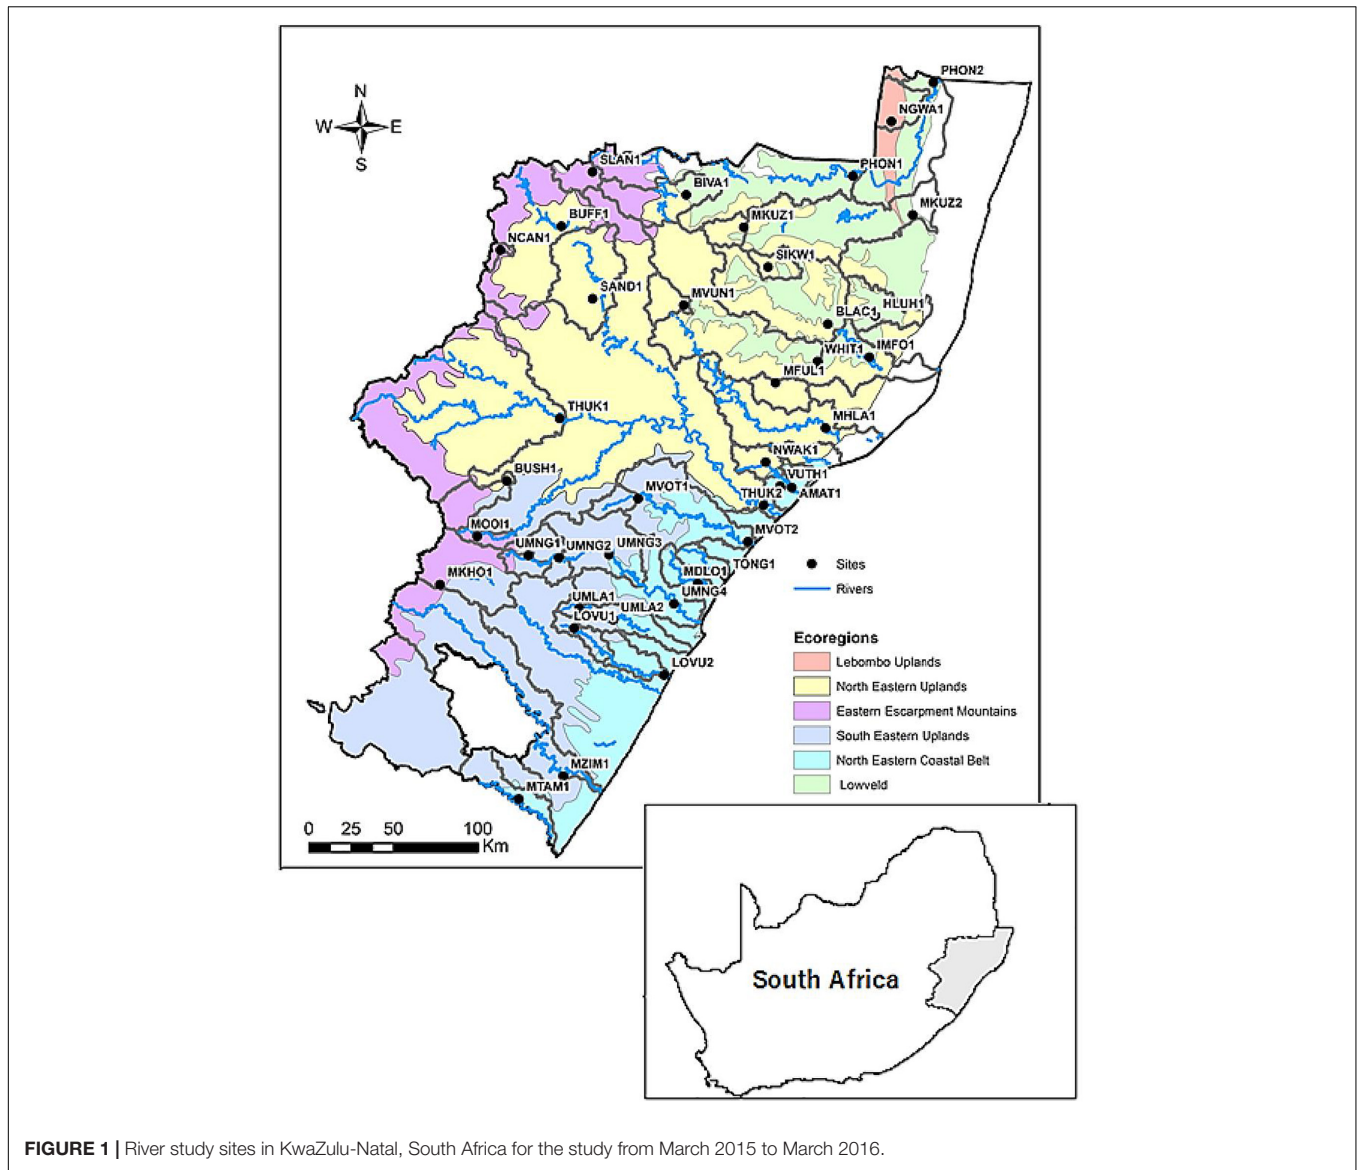 PHON2
N
NGWA1
W E
S
SLAN1
PHON1
BIVA1
MKUZ2
BUFF1
MKUZ1
NCAN1
SIKW1
SAND1
MVUN1
HLUH1
BLAC1
WHIT1
IMFO1
MFUL1
THUK1
MHLA1
NWAK1
BUSH1
VUTH1
MVOT1
THUK2
AMAT1
MOOI1
MVOT2
UMNG1
UMNG2
UMNG3
TONG1
Sites
MDLO1
MKHO1
UMNG4
Rivers
UMLA1
UMLA2
LOVU1
Ecoregions
LOVU2
Lebombo Uplands
North Eastern Uplands
Eastern Escarpment Mountains
South Eastern Uplands
North Eastern Coastal Belt
MZIM1
MTAM1
Lowveld
0 25 50 100
Km
South Africa
FIGURE 1 | River study sites in KwaZulu-Natal, South Africa for the study from March 2015 to March 2016.